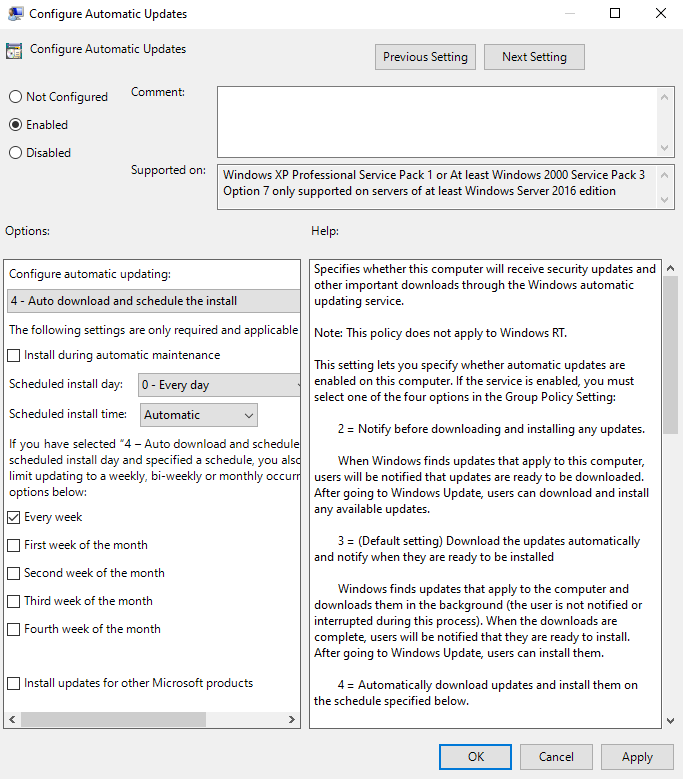 Configure Automatic Updates
Configure Automatic Updates
Previous Setting
Next Setting
Not Configured
Enabled
Disabled
Comment:
Supported on:
Windows XP Professional Service Pack 1 or At least Windows 2000 Service Pack 3
Option 7 only supported on servers of at least Windows Server 2016 edition
Options:
Help:
Configure automatic updating:
4 - Auto download and schedule the install
The following settings are only required and applicable
Install during automatic maintenance
Scheduled install day:
0 - Every day
Scheduled install time:
Automatic
If you have selected “4 – Auto download and schedule
scheduled install day and specified a schedule, you also
limit updating to a weekly, bi-weekly or monthly occurr
options below:
Every week
First week of the month
Second week of the month
Third week of the month
Fourth week of the month
Install updates for other Microsoft products
Specifies whether this computer will receive security updates and
other important downloads through the Windows automatic
updating service.
Note: This policy does not apply to Windows RT.
This setting lets you specify whether automatic updates are
enabled on this computer. If the service is enabled, you must
select one of the four options in the Group Policy Setting:
2 = Notify before downloading and installing any updates.
When Windows finds updates that apply to this computer,
users will be notified that updates are ready to be downloaded.
After going to Windows Update, users can download and install
any available updates.
3 = (Default setting) Download the updates automatically
and notify when they are ready to be installed
Windows finds updates that apply to the computer and
downloads them in the background (the user is not notified or
interrupted during this process). When the downloads are
complete, users will be notified that they are ready to install.
After going to Windows Update, users can install them.
4 = Automatically download updates and install them on
the schedule specified below.
OK
Cancel
Apply